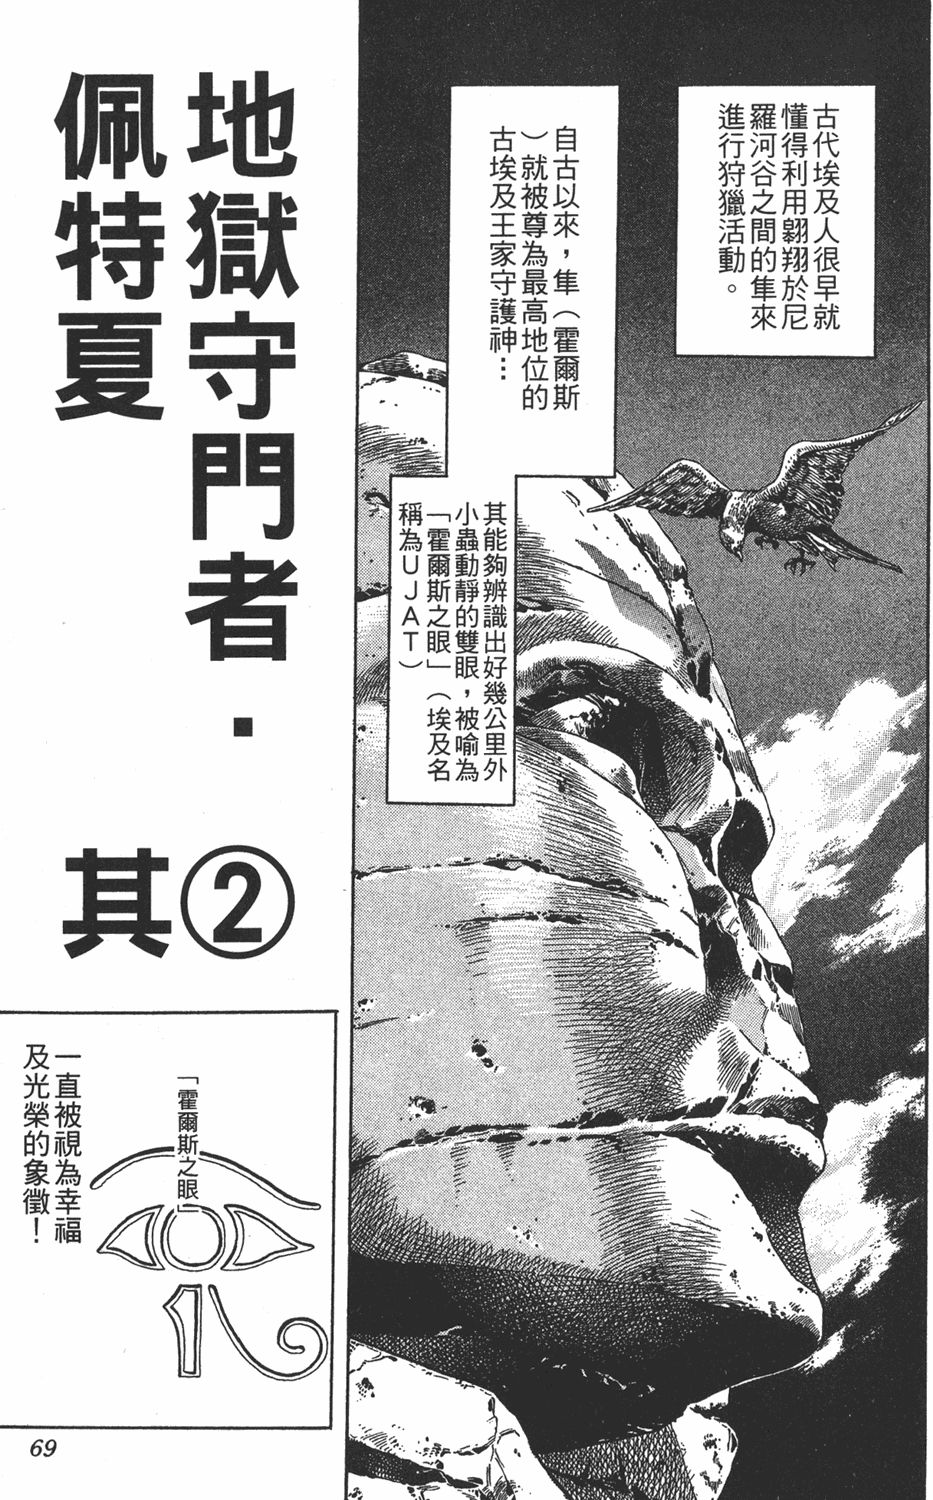 古代埃及人很早就
懂得利用翱翔於尼
羅河谷之間的隼來
進行狩獵活動。
自古以來，隼（霍爾斯
）就被尊為最高地位的
古埃及王家守護神…
其能夠辨識出好幾公里外
小蟲動靜的雙眼，被喻為
「霍爾斯之眼」（埃及名
稱為ＵＪＡＴ）
地獄守門者．
佩特夏
其②
「霍爾斯之眼」
一直被視為幸福
及光榮的象徵！
69